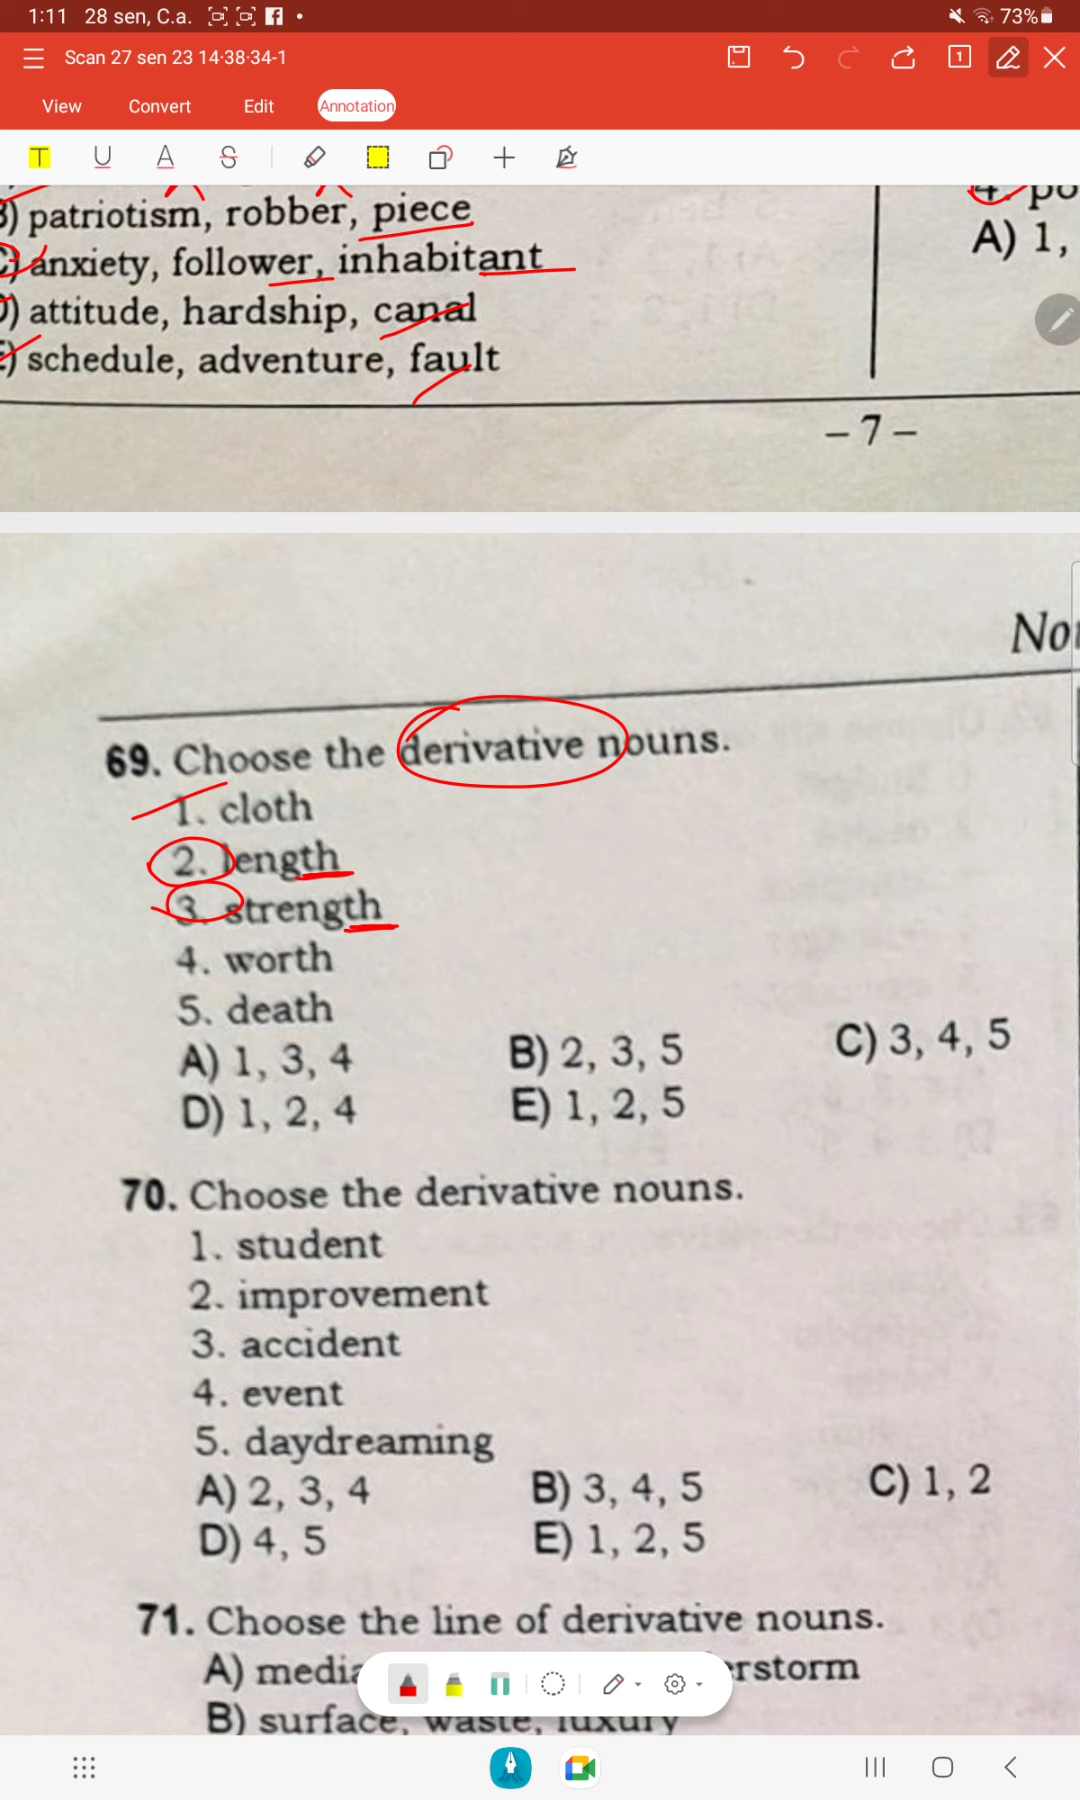 1:11 28 sen, C.a.
73%
Scan 27 sen 23 14·38·34-1
1
View Convert Edit Annotation
T U A S
B) patriotism, robber, piece
C) anxiety, follower, inhabitant
D) attitude, hardship, canal
E) schedule, adventure, fault
4. po
A) 1,
– 7 –
No
69. Choose the derivative nouns.
1. cloth
2. length
3. strength
4. worth
5. death
A) 1, 3, 4 B) 2, 3, 5 C) 3, 4, 5
D) 1, 2, 4 E) 1, 2, 5
70. Choose the derivative nouns.
1. student
2. improvement
3. accident
4. event
5. daydreaming
A) 2, 3, 4 B) 3, 4, 5 C) 1, 2
D) 4, 5 E) 1, 2, 5
71. Choose the line of derivative nouns.
A) media rstorm
B) surface, waste, luxury